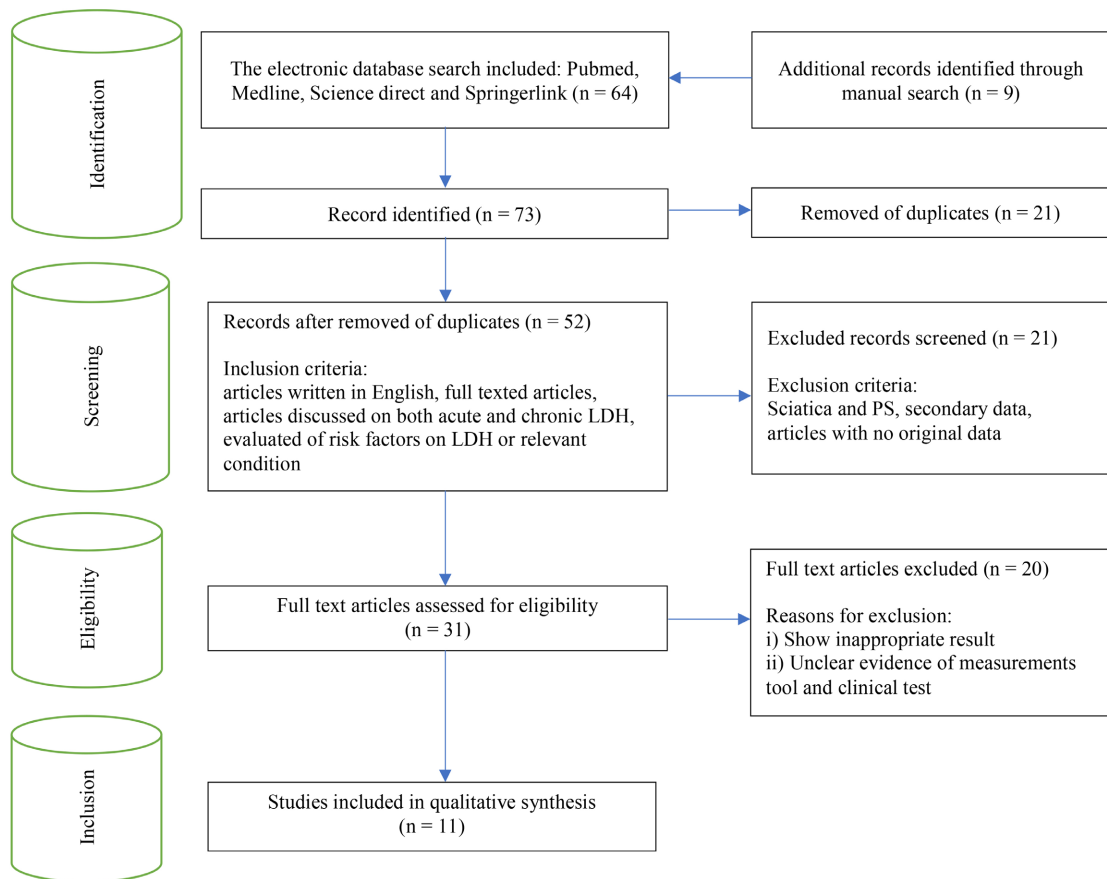 Identification
The electronic database search included: Pubmed,
Medline, Science direct and Springerlink (n = 64)
Additional records identified through
manual search (n = 9)
Record identified (n = 73)
Removed of duplicates (n = 21)
Screening
Records after removed of duplicates (n = 52)
Inclusion criteria:
articles written in English, full texted articles,
articles discussed on both acute and chronic LDH,
evaluated of risk factors on LDH or relevant
condition
Excluded records screened (n = 21)
Exclusion criteria:
Sciatica and PS, secondary data,
articles with no original data
Eligibility
Full text articles assessed for eligibility
(n = 31)
Full text articles excluded (n = 20)
Reasons for exclusion:
i) Show inappropriate result
ii) Unclear evidence of measurements
tool and clinical test
Inclusion
Studies included in qualitative synthesis
(n = 11)